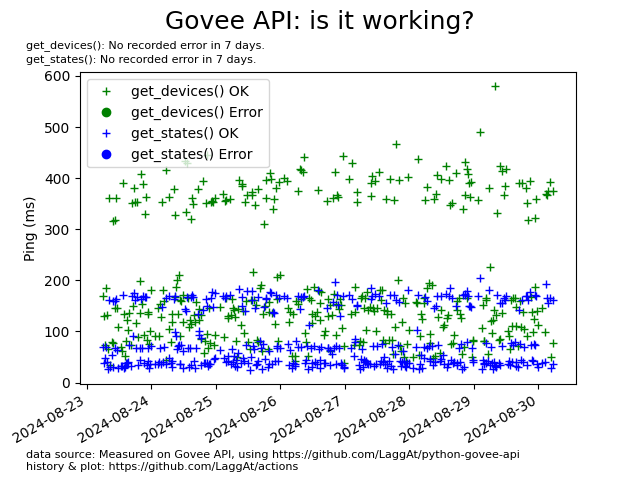 Govee API: is it working?
get_devices(): No recorded error in 7 days.
get_states(): No recorded error in 7 days.
600
500
400
300
200
100
0
Ping (ms)
get_devices() OK
get_devices() Error
get_states() OK
get_states() Error
2024-08-23
2024-08-24
2024-08-25
2024-08-26
2024-08-27
2024-08-28
2024-08-29
2024-08-30
data source: Measured on Govee API, using https://github.com/LaggAt/python-govee-api
history & plot: https://github.com/LaggAt/actions